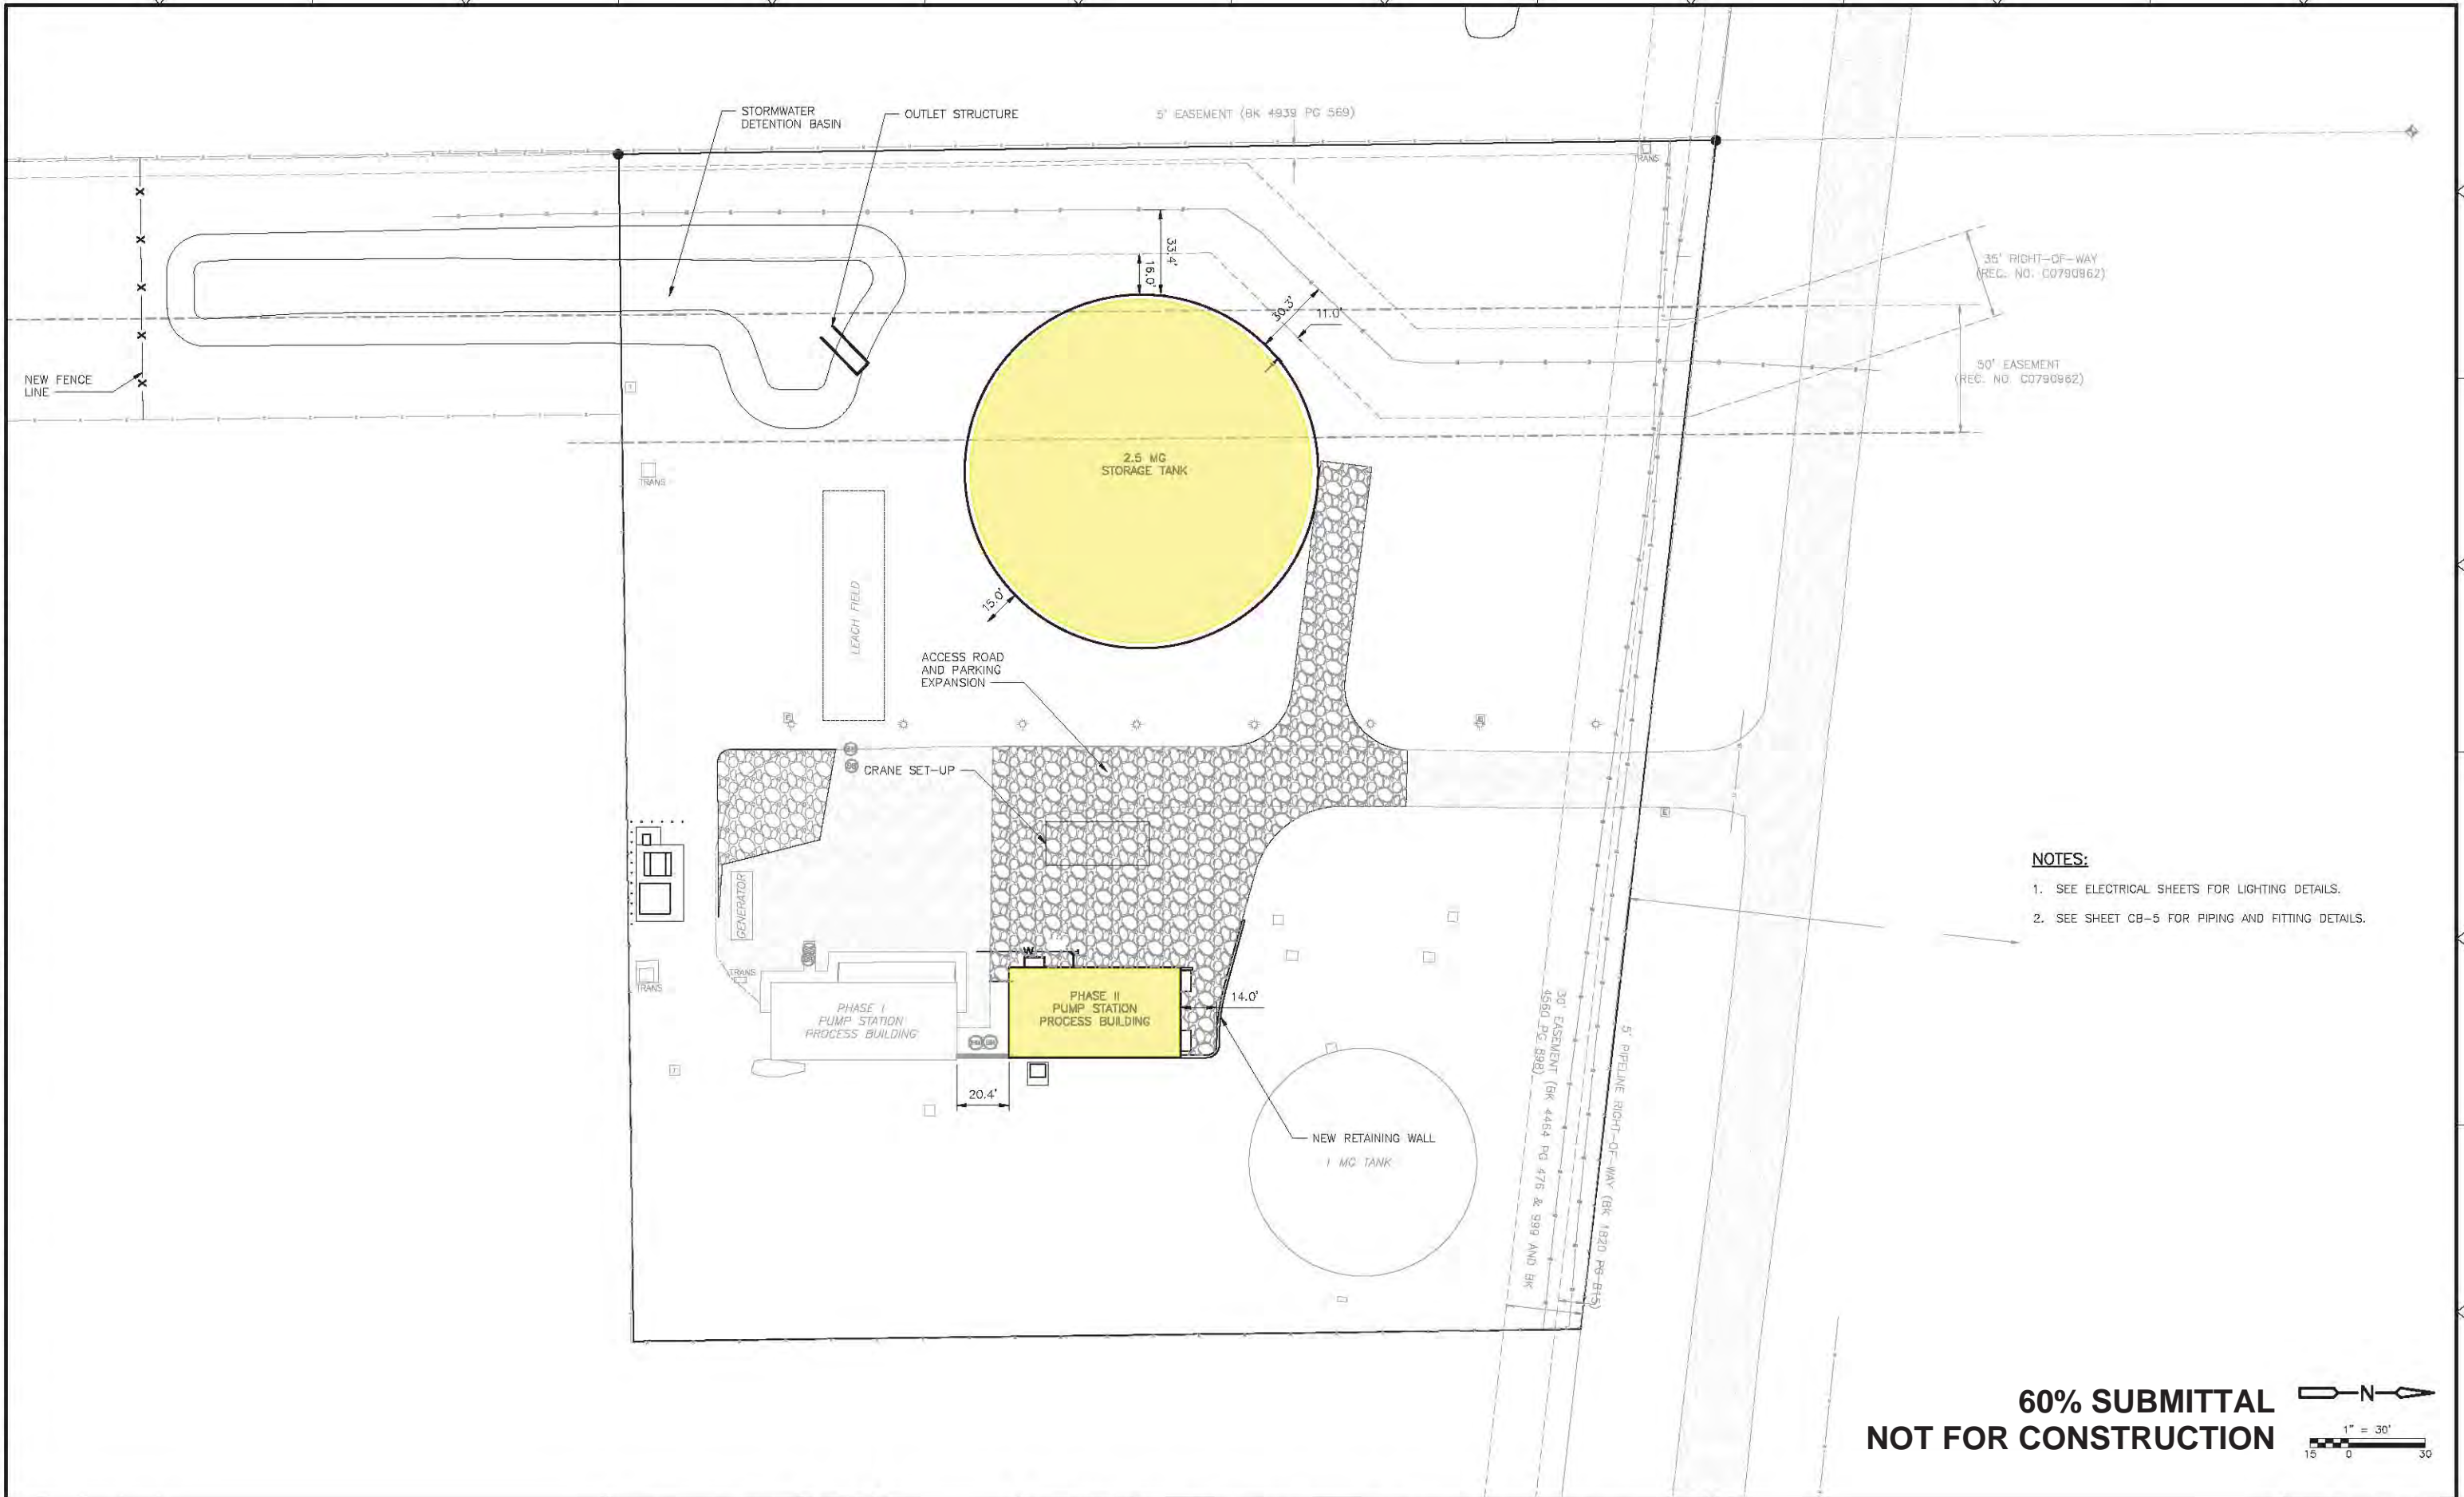 STORMWATER
DETENTION BASIN
OUTLET STRUCTURE
5' EASEMENT (BK 4939 PG 569)
TRANS
33.4'
16.0'
30.3'
11.0'
35' RIGHT-OF-WAY
(REC. NO. C0790962)
50' EASEMENT
(REC. NO. C0790962)
NEW FENCE
LINE
X
X
X
X
X
T
TRANS
2.5 MG
STORAGE TANK
LEACH FIELD
15.0'
ACCESS ROAD
AND PARKING
EXPANSION
E
E
CRANE SET-UP
E
GENERATOR
NOTES:
1. SEE ELECTRICAL SHEETS FOR LIGHTING DETAILS.
2. SEE SHEET CB-5 FOR PIPING AND FITTING DETAILS.
W
TRANS
TRANS
PHASE I
PUMP STATION
PROCESS BUILDING
PHASE II
PUMP STATION
PROCESS BUILDING
14.0'
T
20.4'
NEW RETAINING WALL
1 MG TANK
30' EASEMENT (BK 4464 PG 476 & 999 AND BK
4560 PG 898)
5' PIPELINE RIGHT-OF-WAY (BK 1820 PG 815)
60% SUBMITTAL
NOT FOR CONSTRUCTION
N
1" = 30'
15 0 30